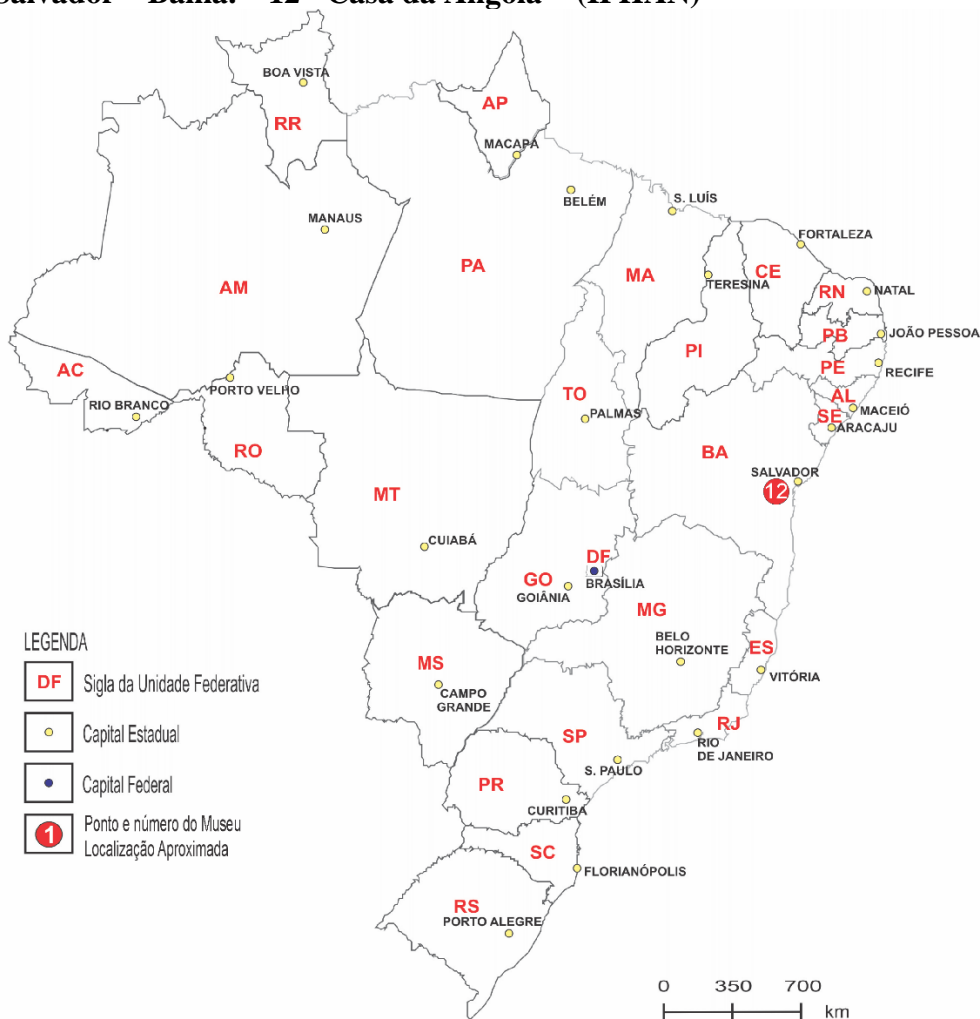 Salvador – Bahia. – 12 - Casa da Angola – (IPHAN)
BOA VISTA
RR
AP
MACAPÁ
BELÉM
S. LUÍS
MANAUS
FORTALEZA
PA
MA
TERESINA
CE
AM
RN
NATAL
PB
JOÃO PESSOA
PI
AC
PE
RECIFE
PORTO VELHO
TO
AL
RIO BRANCO
PALMAS
MACEIÓ
SE
ARACAJU
RO
BA
SALVADOR
12
MT
CUIABÁ
DF
GO
BRASÍLIA
GOIÂNIA
MG
BELO
HORIZONTE
ES
VITÓRIA
MS
CAMPO
GRANDE
RJ
RIO
DE JANEIRO
SP
S. PAULO
PR
CURITIBA
SC
FLORIANÓPOLIS
RS
PORTO ALEGRE
LEGENDA
DF Sigla da Unidade Federativa
Capital Estadual
Capital Federal
1 Ponto e número do Museu
Localização Aproximada
0 350 700
km